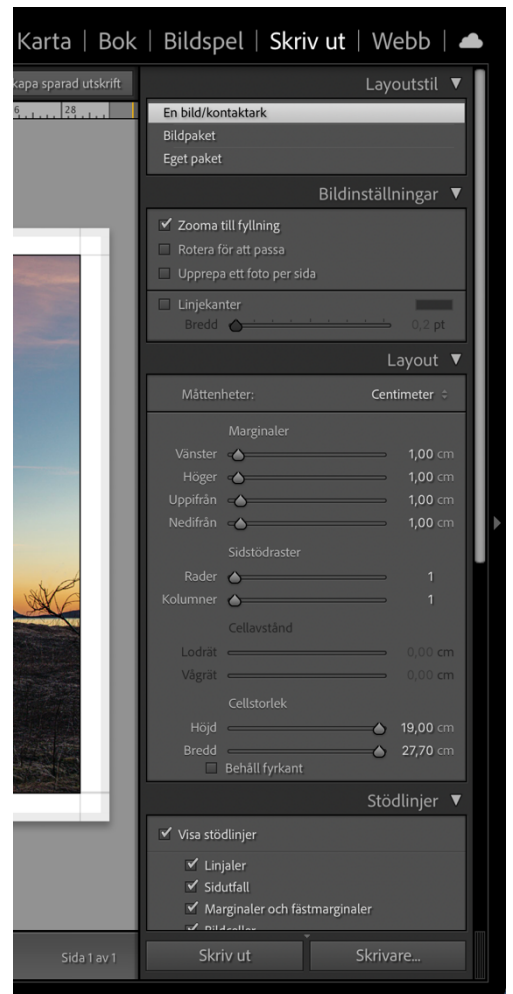 Karta | Bok | Bildspel | Skriv ut | Webb |
kapa sparad utskrift
Layoutstil ▼
6 28
En bild/kontaktark
Bildpaket
Eget paket
Bildinställningar ▼
Zooma till fyllning
Rotera för att passa
Upprepa ett foto per sida
Linjekanter
Bredd 0,2 pt
Layout ▼
Måttenheter: Centimeter
Marginaler
Vänster 1,00 cm
Höger 1,00 cm
Uppifrån 1,00 cm
Nedifrån 1,00 cm
Sidstödraster
Rader 1
Kolumner 1
Cellavstånd
Lodrät 0,00 cm
Vågrät 0,00 cm
Cellstorlek
Höjd 19,00 cm
Bredd 27,70 cm
Behåll fyrkant
Stödlinjer ▼
Visa stödlinjer
Linjaler
Sidutfall
Marginaler och fästmarginaler
Bildceller
Sida 1 av 1
Skriv ut
Skrivare...